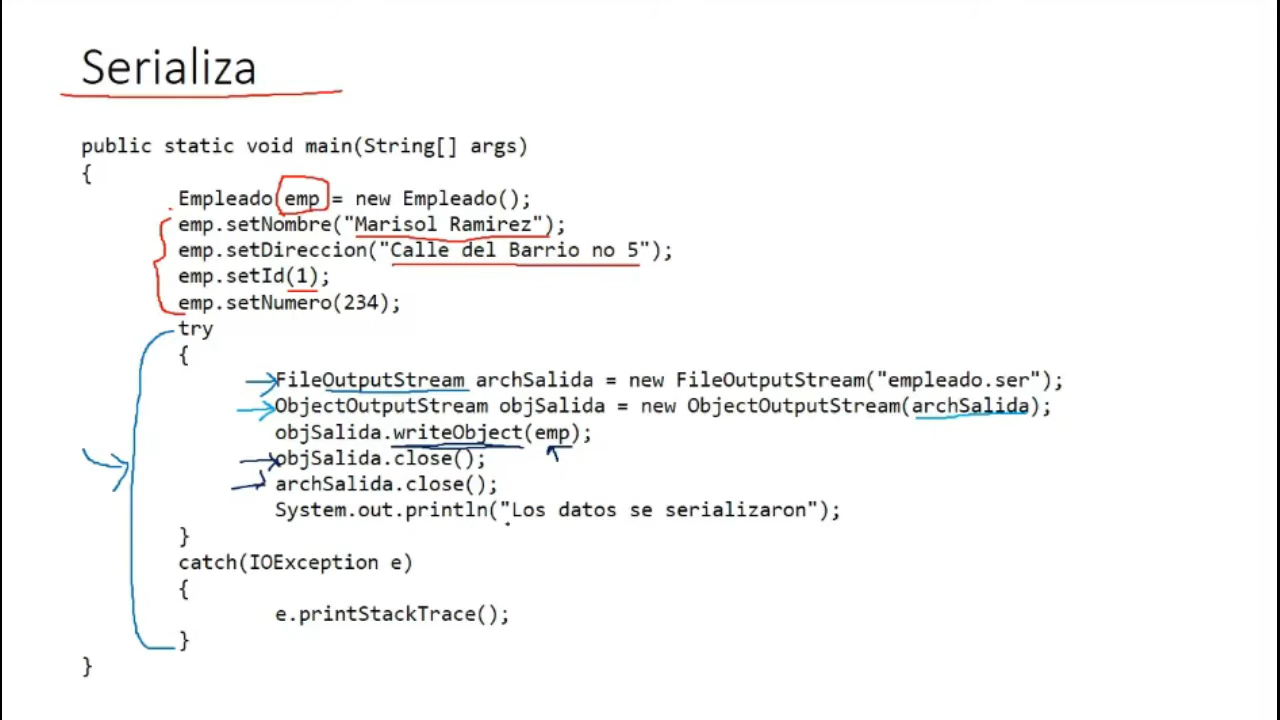 Serializa
public static void main(String[] args)
{
Empleado emp = new Empleado();
emp.setNombre("Marisol Ramirez");
emp.setDireccion("Calle del Barrio no 5");
emp.setId(1);
emp.setNumero(234);
try
{
FileOutputStream archSalida = new FileOutputStream("empleado.ser");
ObjectOutputStream objSalida = new ObjectOutputStream(archSalida);
objSalida.writeObject(emp);
objSalida.close();
archSalida.close();
System.out.println("Los datos se serializaron");
}
catch(IOException e)
{
e.printStackTrace();
}
}